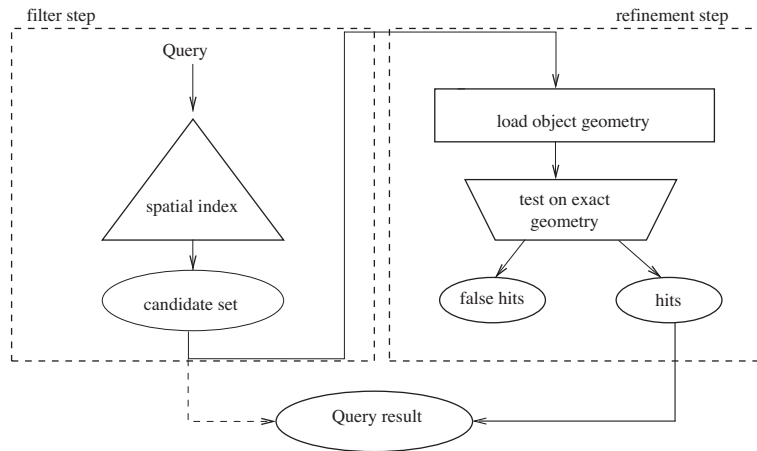 filter step
refinement step
Query
load object geometry
spatial index
test on exact
geometry
candidate set
false hits
hits
Query result